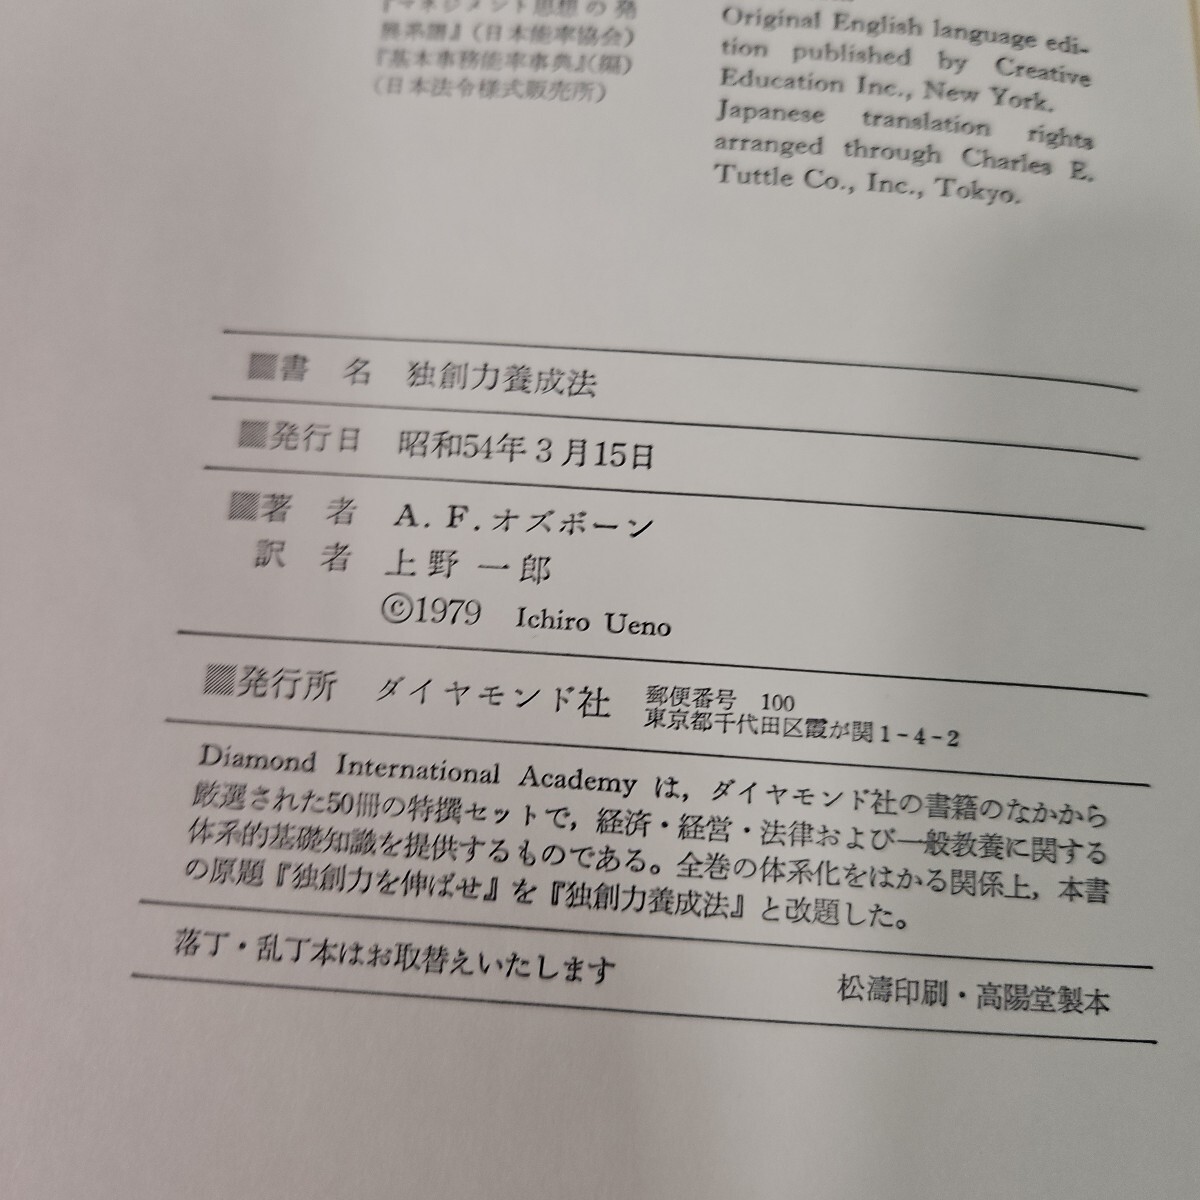 『マネジメント思想の発
展系譜』(日本能率協会)
『基本事務能率事典』(編)
(日本法令様式販売所)
Original English language edi-
tion published by Creative
Education Inc., New York.
Japanese translation rights
arranged through Charles E.
Tuttle Co., Inc., Tokyo.
書 名 独創力養成法
発行日 昭和54年3月15日
著 者 A. F. オズボーン
訳 者 上野 一郎
©1979 Ichiro Ueno
発行所 ダイヤモンド社 郵便番号 100
東京都千代田区霞が関1-4-2
Diamond International Academy は，ダイヤモンド社の書籍のなかから
厳選された50冊の特撰セットで，経済・経営・法律および一般教養に関する
体系的基礎知識を提供するものである。全巻の体系化をはかる関係上，本書
の原題『独創力を伸ばせ』を『独創力養成法』と改題した。
落丁・乱丁本はお取替えいたします 松濤印刷・高陽堂製本